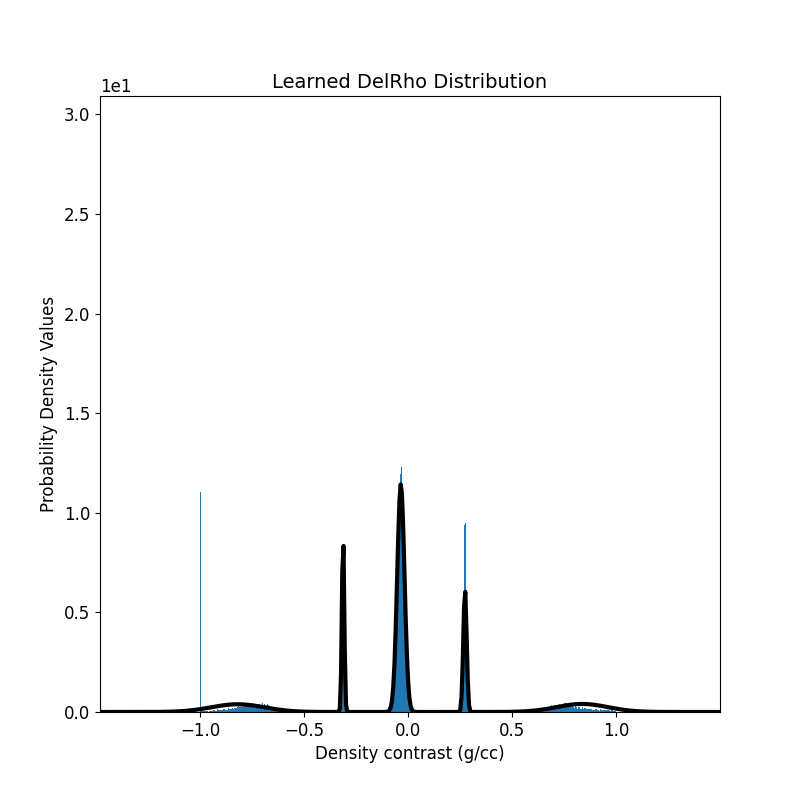 Learned DelRho Distribution
1e1
3.0
2.5
2.0
1.5
1.0
0.5
0.0
Probability Density Values
−1.0 −0.5 0.0 0.5 1.0
Density contrast (g/cc)